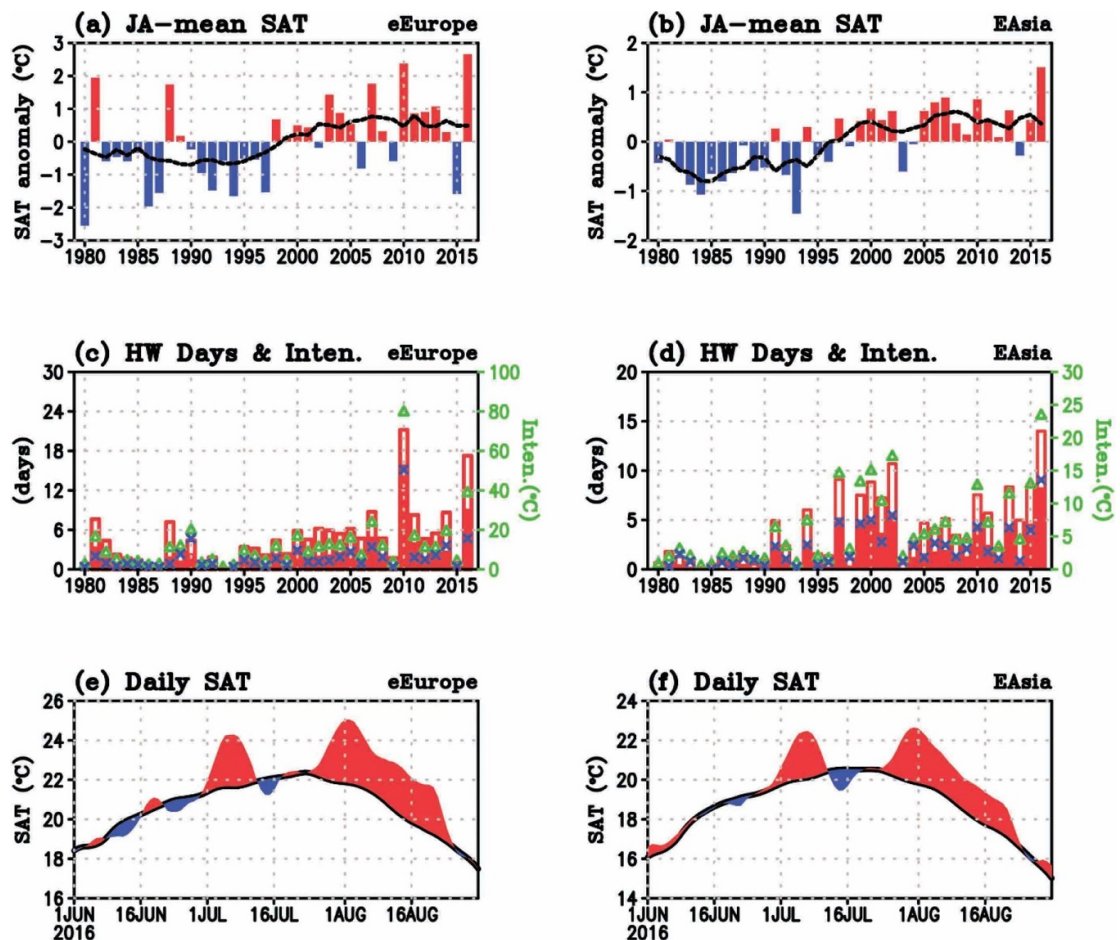 (a) JA-mean SAT eEurope
SAT anomaly (°C)
3
2
1
0
-1
-2
-3
1980 1985 1990 1995 2000 2005 2010 2015
(b) JA-mean SAT EAsia
SAT anomaly (°C)
2
1
0
-1
-2
1980 1985 1990 1995 2000 2005 2010 2015
(c) HW Days & Inten. eEurope
(days)
30
24
18
12
6
0
100
80
60
40
20
0
Inten.(°C)
1980 1985 1990 1995 2000 2005 2010 2015
(d) HW Days & Inten. EAsia
(days)
20
15
10
5
0
30
25
20
15
10
5
0
Inten.(°C)
1980 1985 1990 1995 2000 2005 2010 2015
(e) Daily SAT eEurope
SAT (°C)
26
24
22
20
18
16
1JUN 16JUN 1JUL 16JUL 1AUG 16AUG
2016
(f) Daily SAT EAsia
SAT (°C)
24
22
20
18
16
14
1JUN 16JUN 1JUL 16JUL 1AUG 16AUG
2016